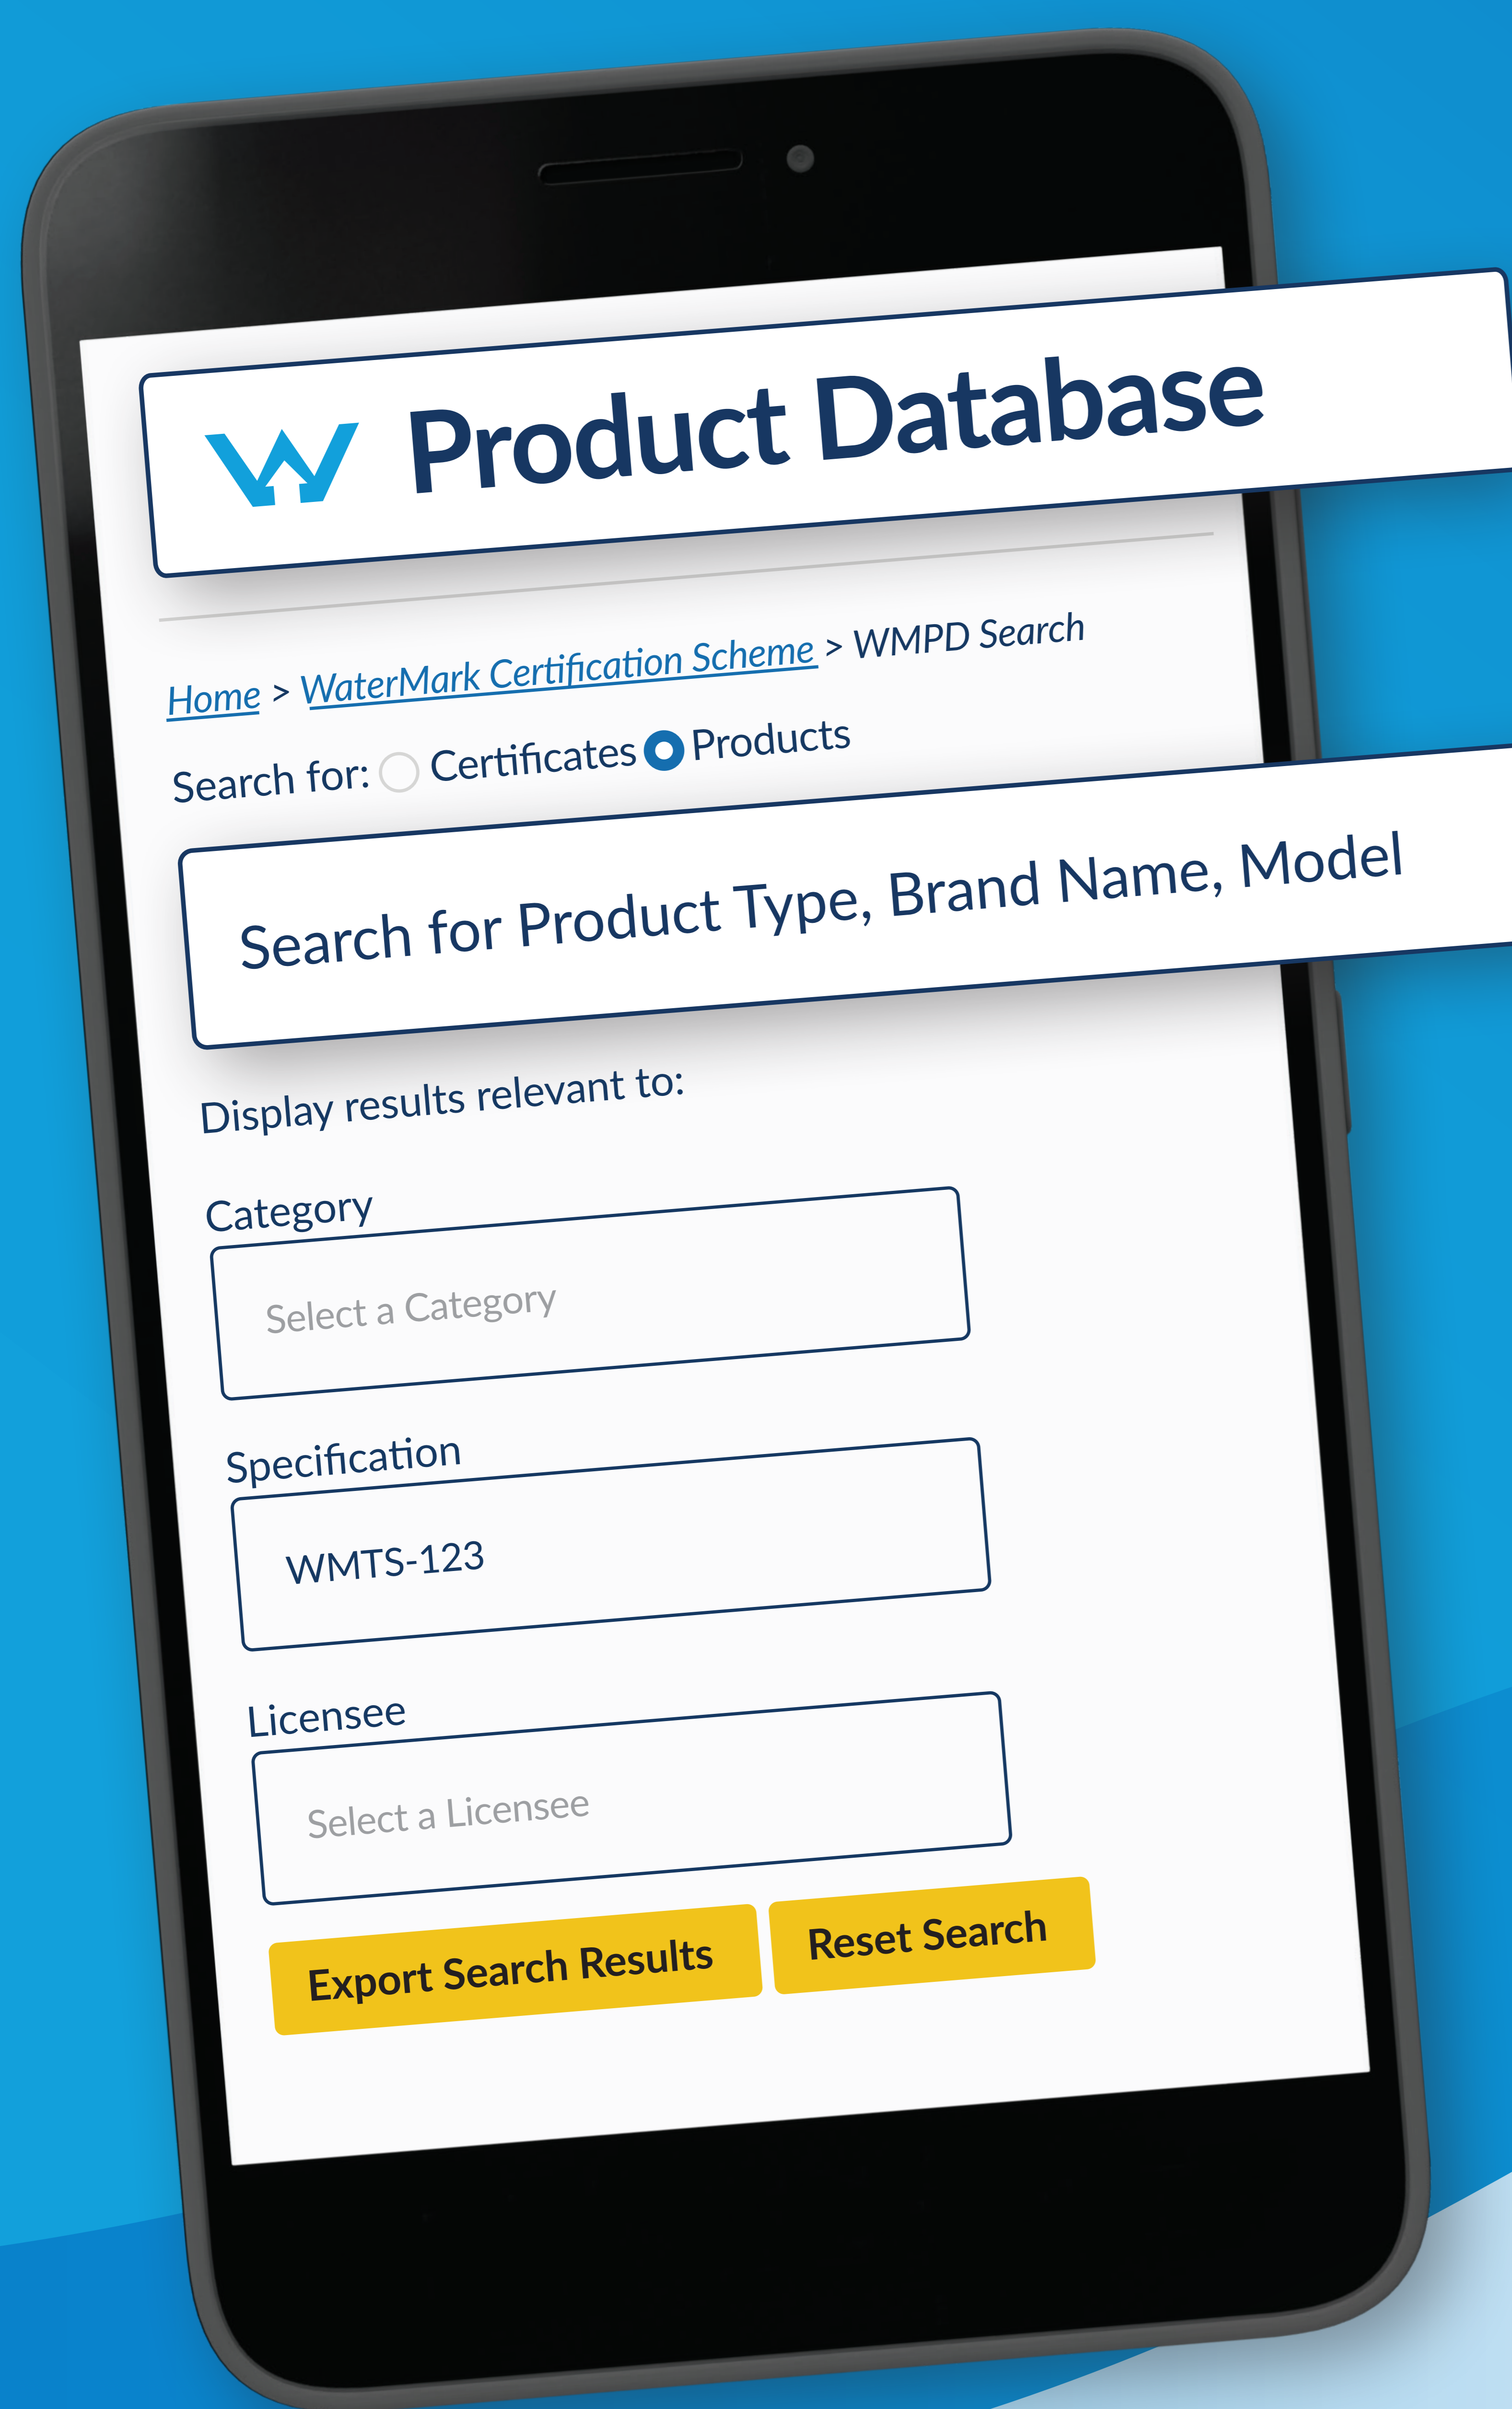 Product Database
Home > WaterMark Certification Scheme > WMPD Search
Search for: Certificates Products
Search for Product Type, Brand Name, Model
Display results relevant to:
Category
Select a Category
Specification
WMTS-123
Licensee
Select a Licensee
Export Search Results Reset Search